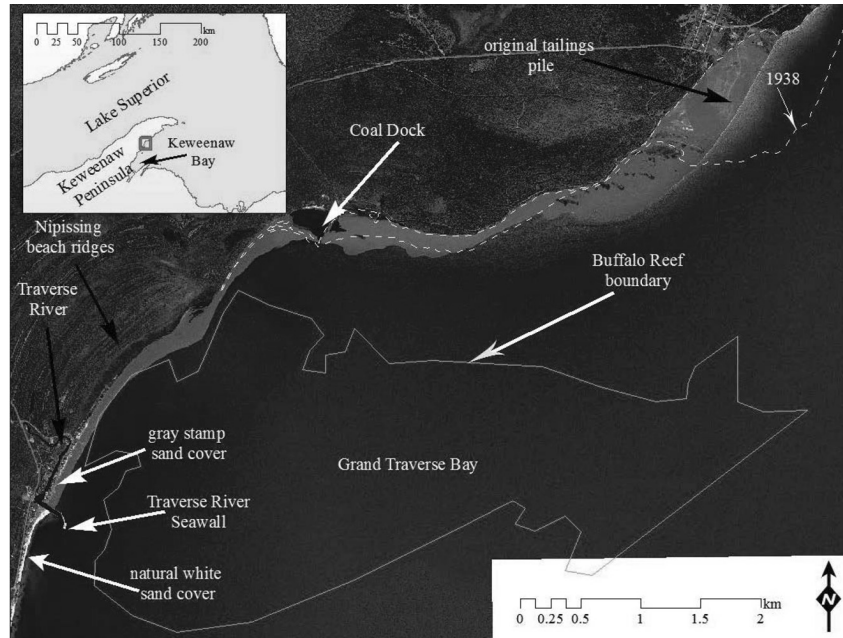 0 25 50 100 150 200
km
Lake Superior
Keweenaw
Bay
Keweenaw
Peninsula
original tailings
pile
1938
Coal Dock
Nipissing
beach ridges
Traverse
River
Buffalo Reef
boundary
gray stamp
sand cover
Grand Traverse Bay
Traverse River
Seawall
natural white
sand cover
km
0 0.25 0.5 1 1.5 2
N